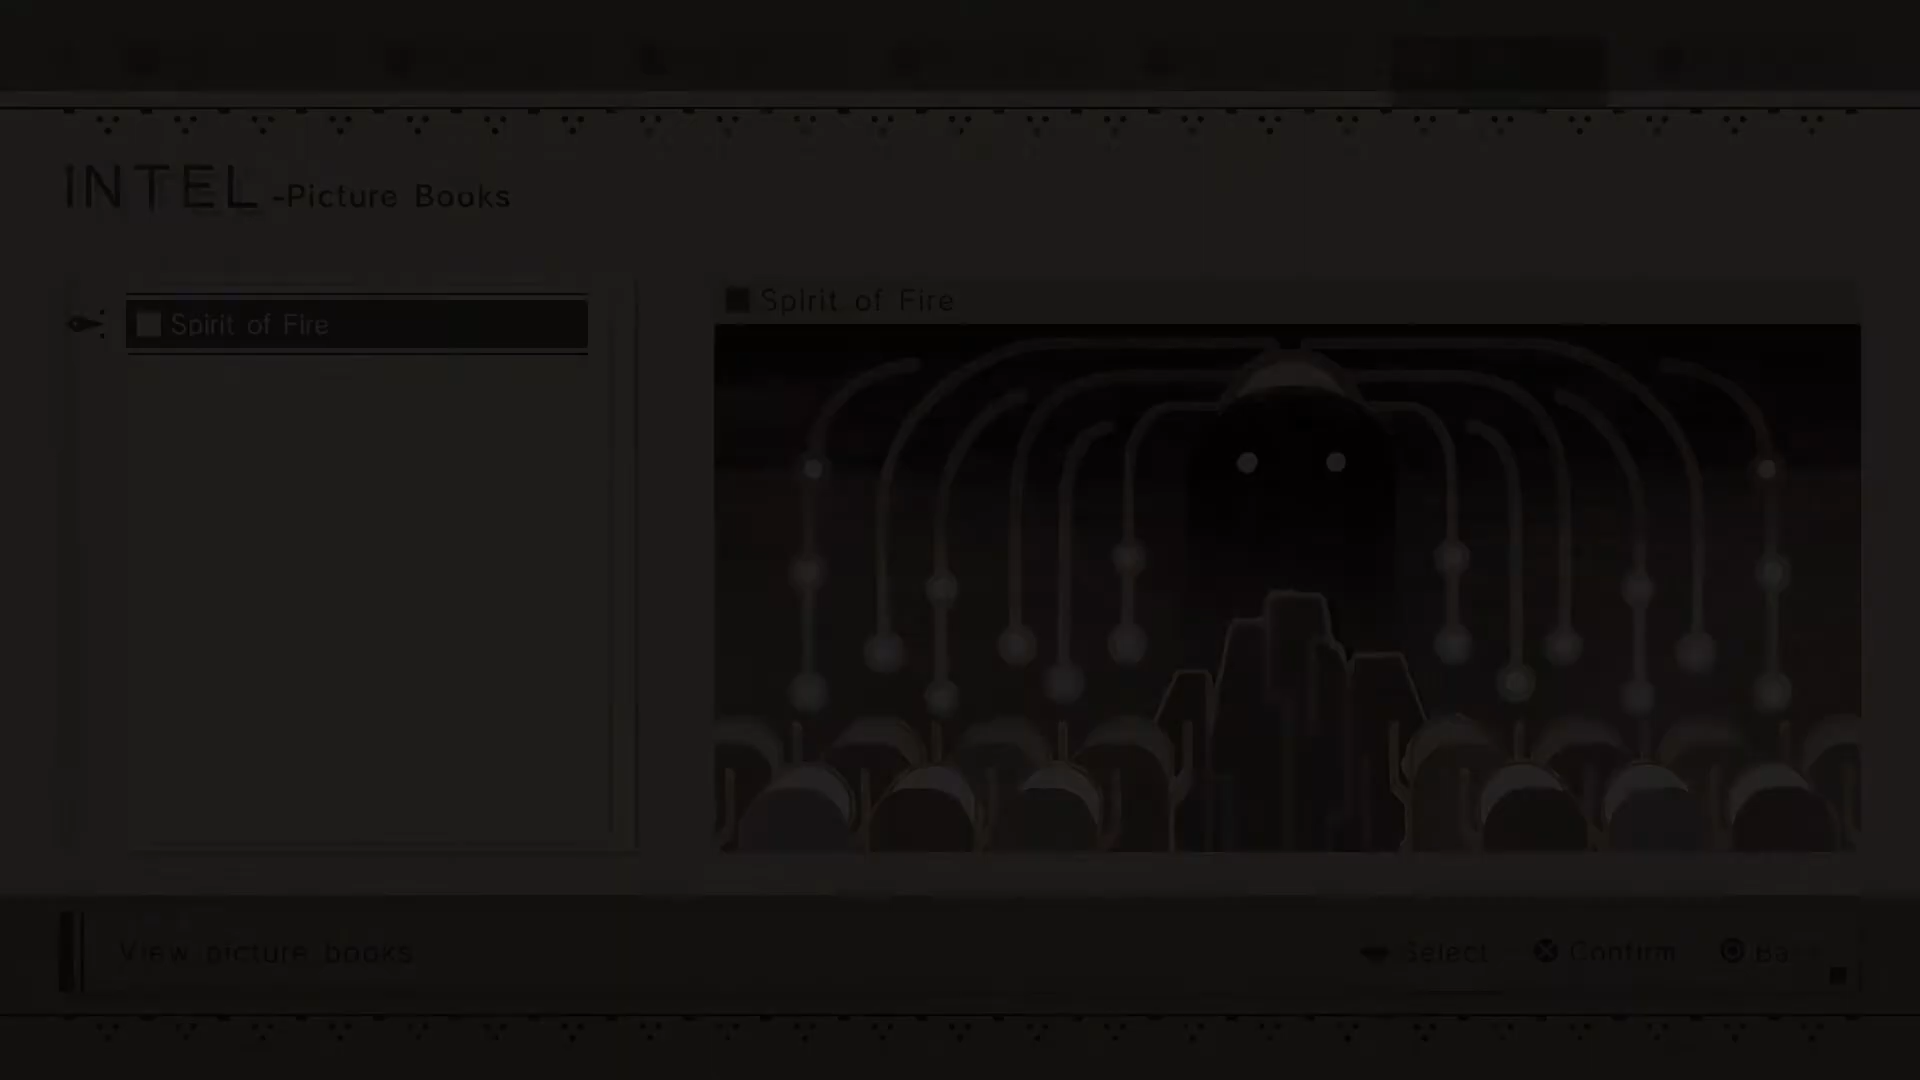 INTEL -Picture Books
Spirit of Fire
Spirit of Fire
View picture books
Select Confirm